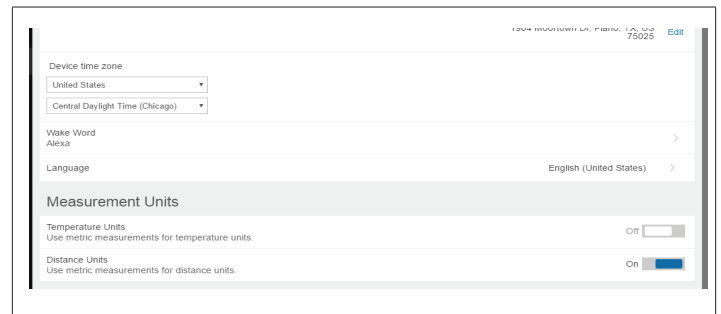 75025
Edit
Device time zone
United States
Central Daylight Time (Chicago)
Wake Word
Alexa
Language English (United States)
Measurement Units
Temperature Units
Use metric measurements for temperature units. Off
Distance Units
Use metric measurements for distance units. On